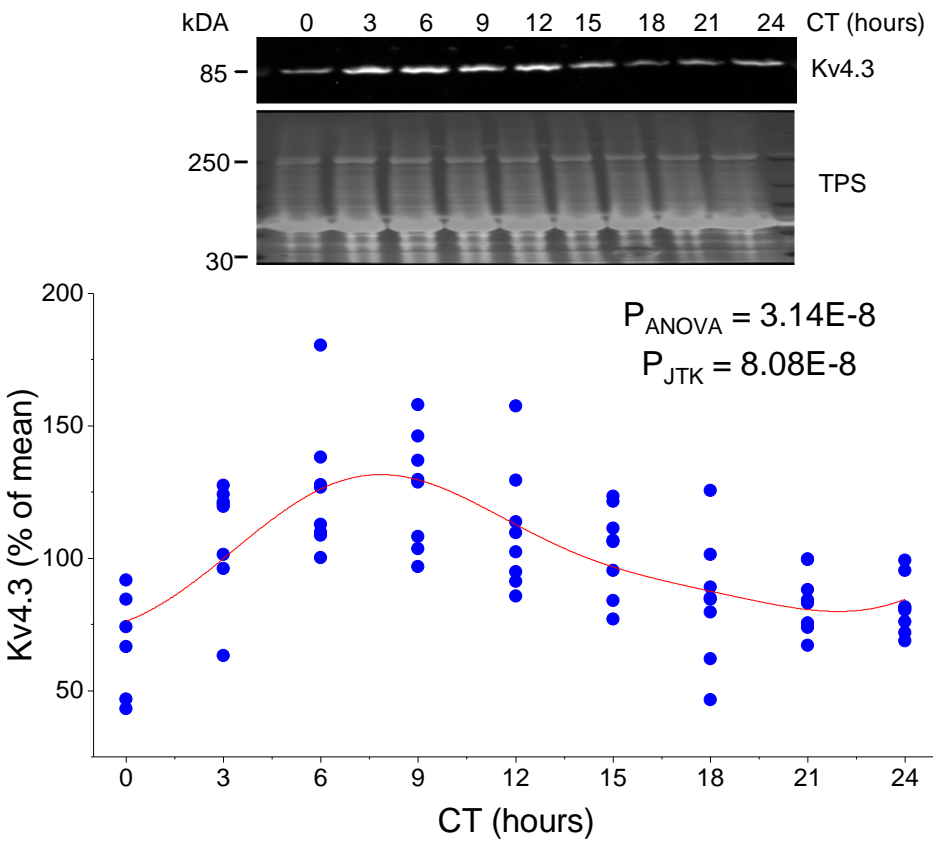 kDA 0 3 6 9 12 15 18 21 24 CT (hours)
85 Kv4.3
250
TPS
30
200
P_ANOVA = 3.14E-8
P_JTK = 8.08E-8
150
100
50
Kv4.3 (% of mean)
0 3 6 9 12 15 18 21 24
CT (hours)